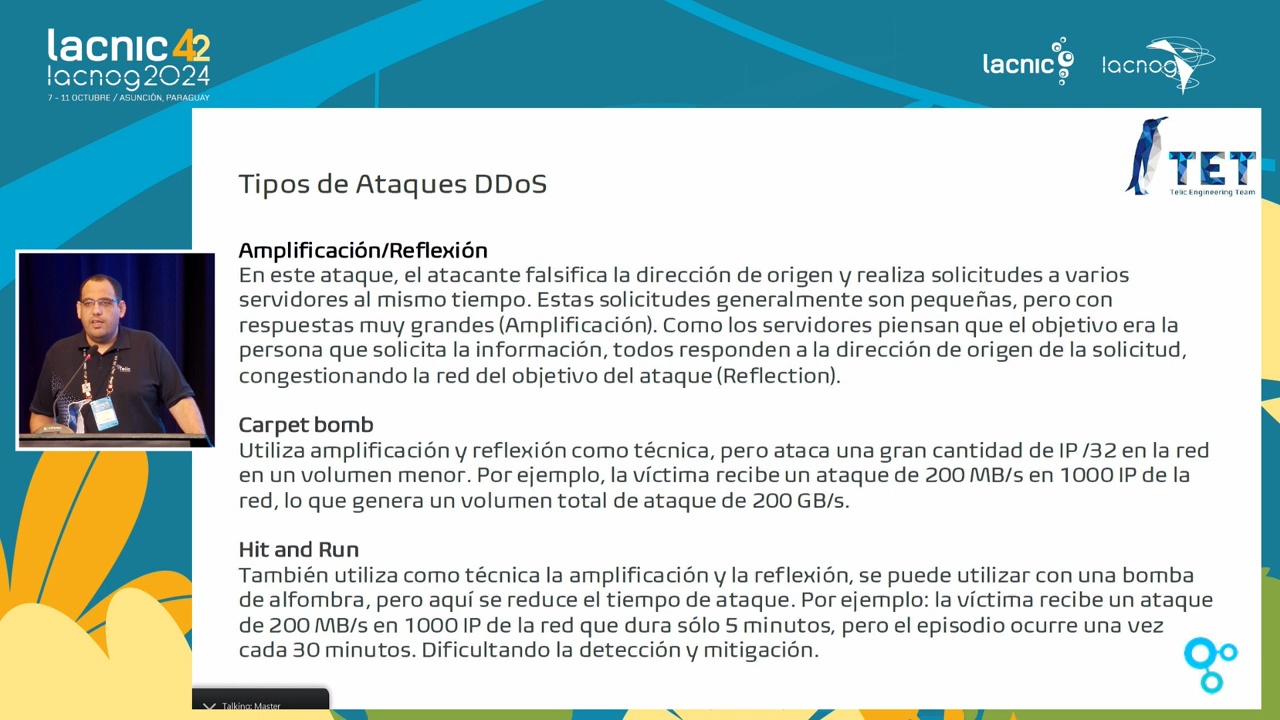 lacnic 42
lacnog2024
7 - 11 OCTUBRE / ASUNCIÓN, PARAGUAY
lacnic
lacnog
TET
Telic Engineering Team
Tipos de Ataques DDoS
Amplificación/Reflexión
En este ataque, el atacante falsifica la dirección de origen y realiza solicitudes a varios
servidores al mismo tiempo. Estas solicitudes generalmente son pequeñas, pero con
respuestas muy grandes (Amplificación). Como los servidores piensan que el objetivo era la
persona que solicita la información, todos responden a la dirección de origen de la solicitud,
congestionando la red del objetivo del ataque (Reflection).
Carpet bomb
Utiliza amplificación y reflexión como técnica, pero ataca una gran cantidad de IP /32 en la red
en un volumen menor. Por ejemplo, la víctima recibe un ataque de 200 MB/s en 1000 IP de la
red, lo que genera un volumen total de ataque de 200 GB/s.
Hit and Run
También utiliza como técnica la amplificación y la reflexión, se puede utilizar con una bomba
de alfombra, pero aquí se reduce el tiempo de ataque. Por ejemplo: la víctima recibe un ataque
de 200 MB/s en 1000 IP de la red que dura sólo 5 minutos, pero el episodio ocurre una vez
cada 30 minutos. Dificultando la detección y mitigación.
Telic
Talking: Master